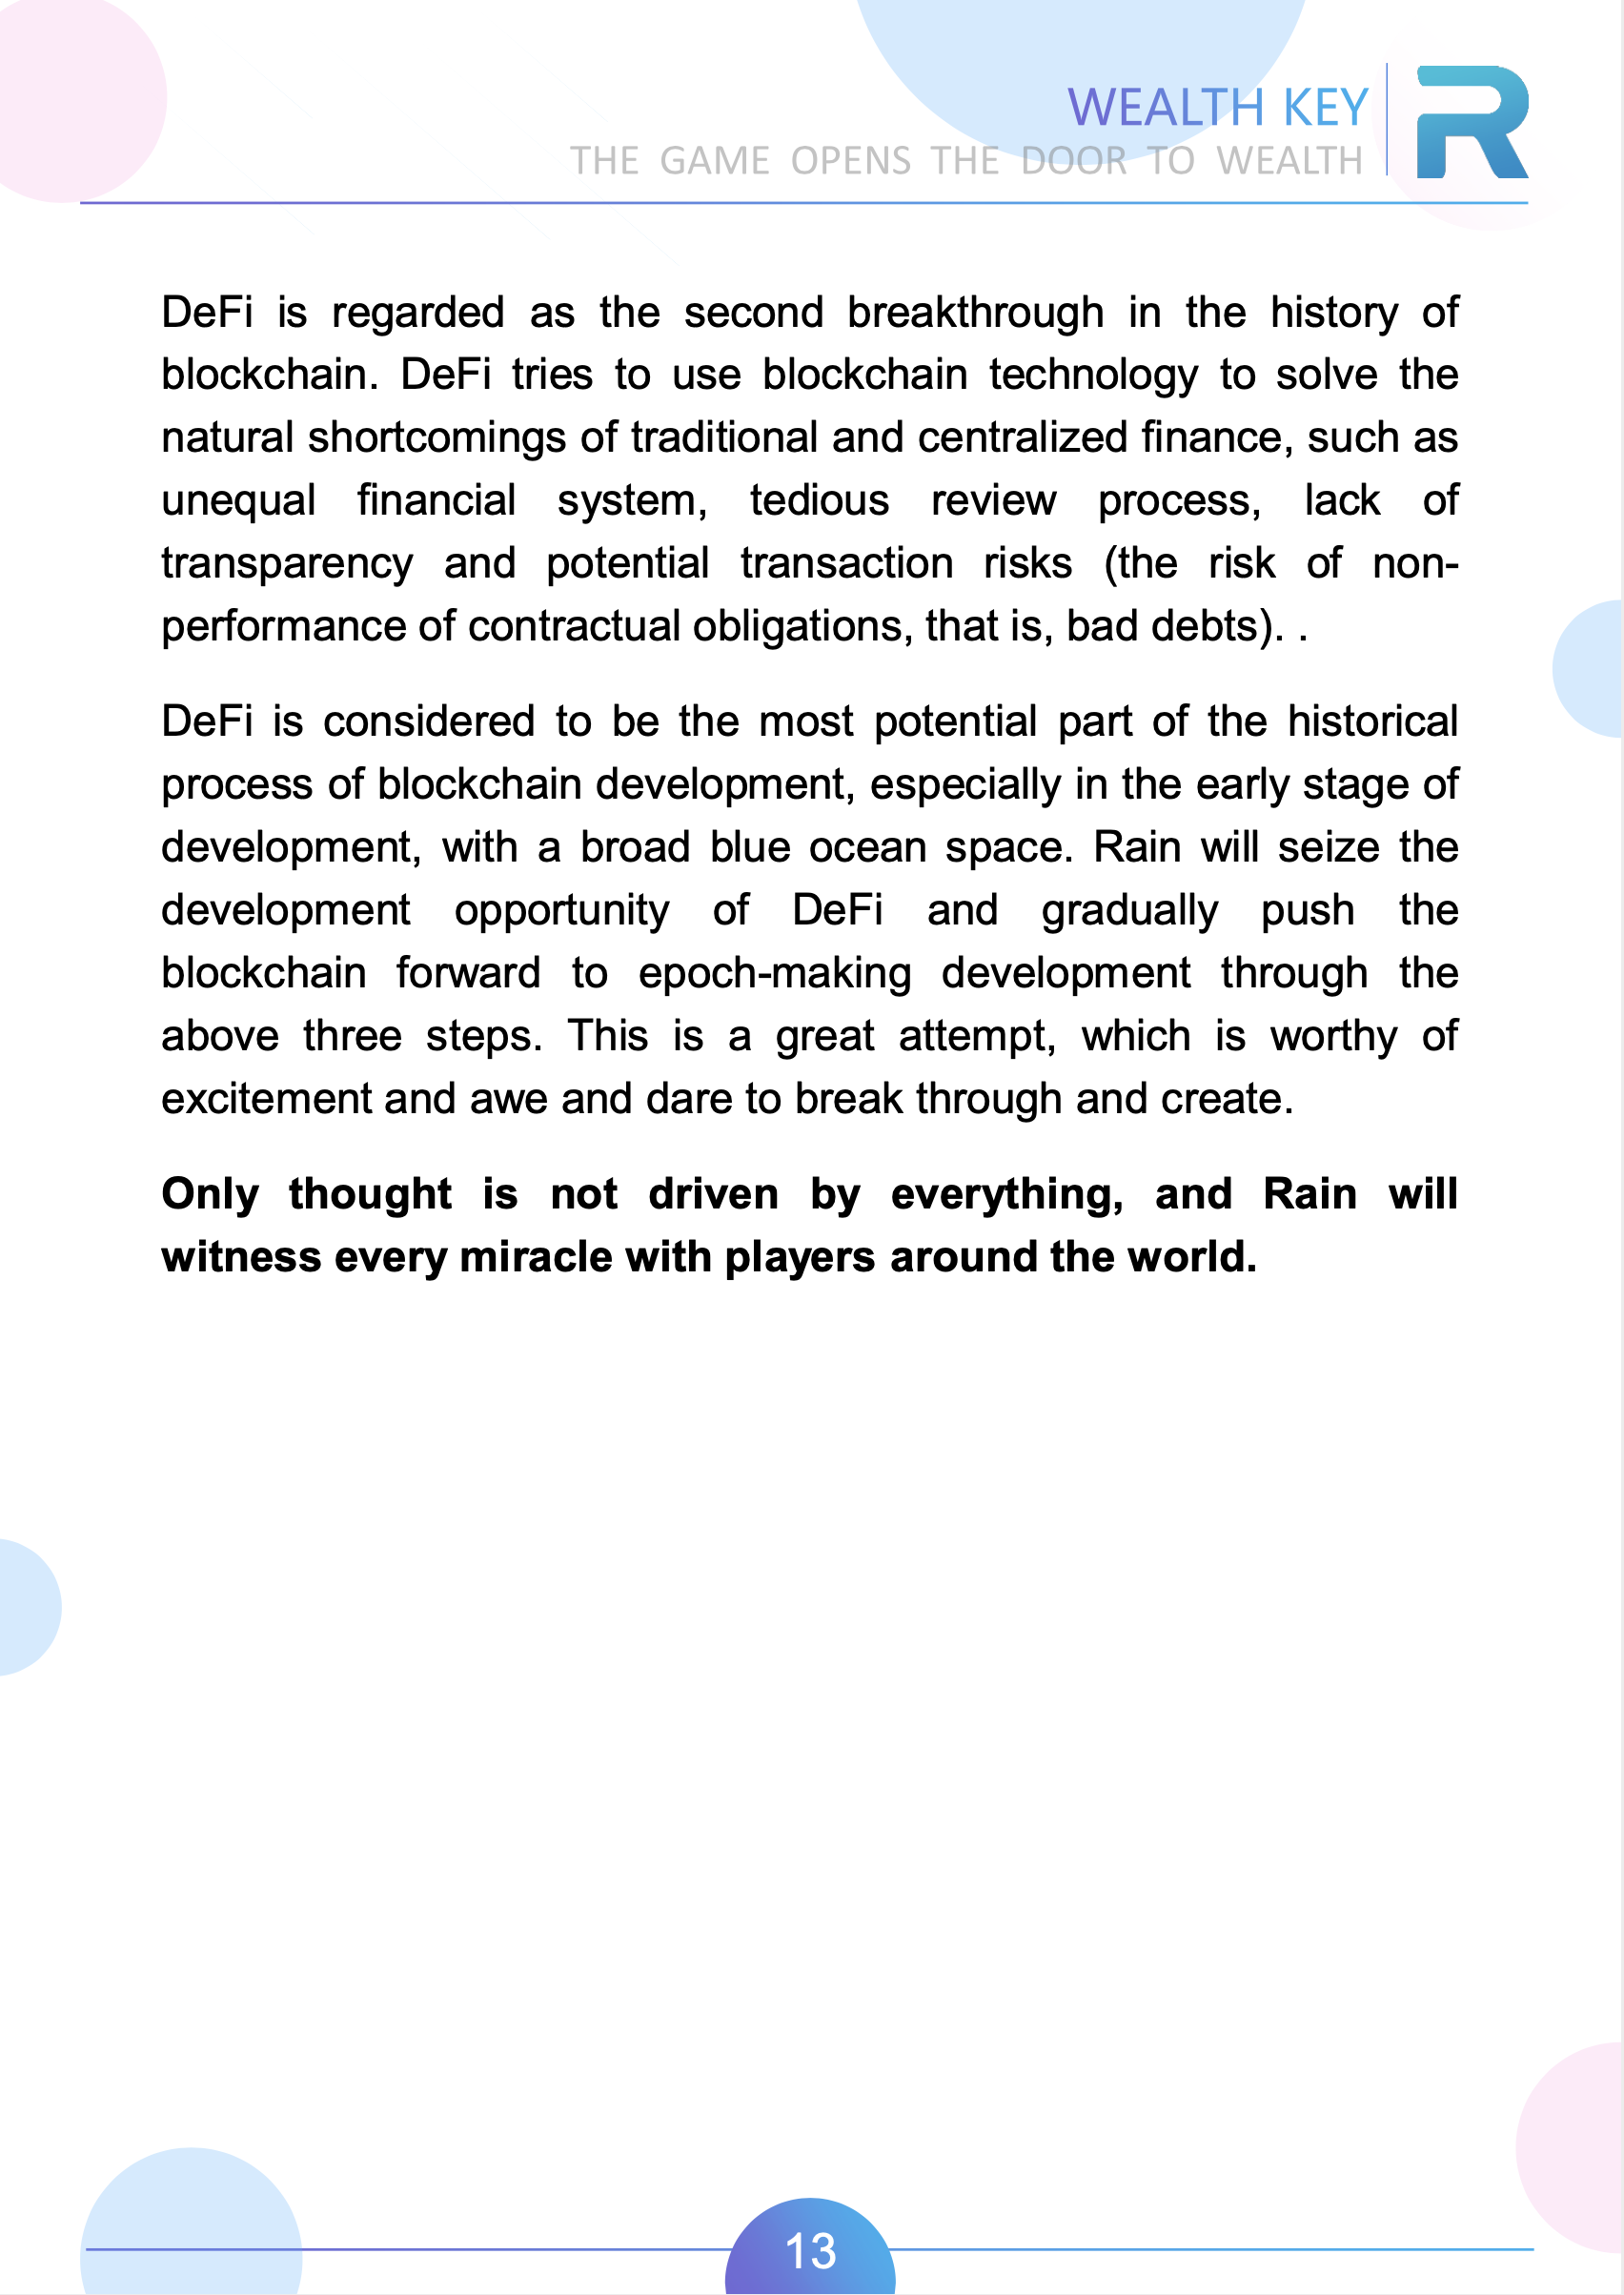 WEALTH KEY
THE GAME OPENS THE DOOR TO WEALTH
R
DeFi is regarded as the second breakthrough in the history of
blockchain. DeFi tries to use blockchain technology to solve the
natural shortcomings of traditional and centralized finance, such as
unequal financial system, tedious review process, lack of
transparency and potential transaction risks (the risk of non-
performance of contractual obligations, that is, bad debts). .
DeFi is considered to be the most potential part of the historical
process of blockchain development, especially in the early stage of
development, with a broad blue ocean space. Rain will seize the
development opportunity of DeFi and gradually push the
blockchain forward to epoch-making development through the
above three steps. This is a great attempt, which is worthy of
excitement and awe and dare to break through and create.
Only thought is not driven by everything, and Rain will
witness every miracle with players around the world.
13